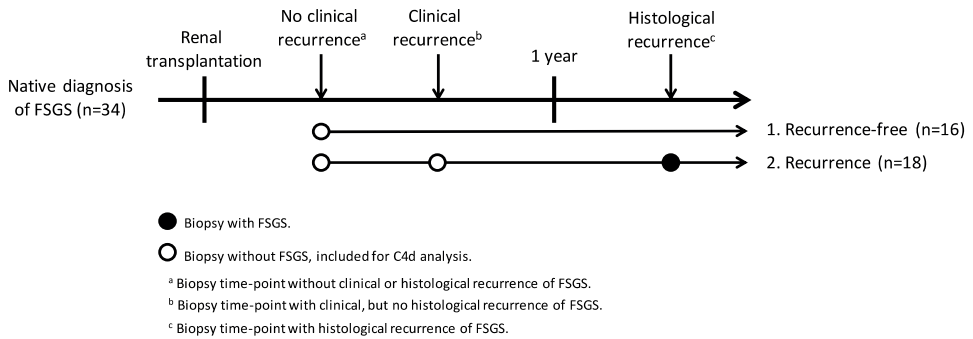 No clinical
recurrenceᵃ
Clinical
recurrenceᵇ
Histological
recurrenceᶜ
Renal
transplantation
1 year
Native diagnosis
of FSGS (n=34)
1. Recurrence-free (n=16)
2. Recurrence (n=18)
Biopsy with FSGS.
Biopsy without FSGS, included for C4d analysis.
ᵃ Biopsy time-point without clinical or histological recurrence of FSGS.
ᵇ Biopsy time-point with clinical, but no histological recurrence of FSGS.
ᶜ Biopsy time-point with histological recurrence of FSGS.